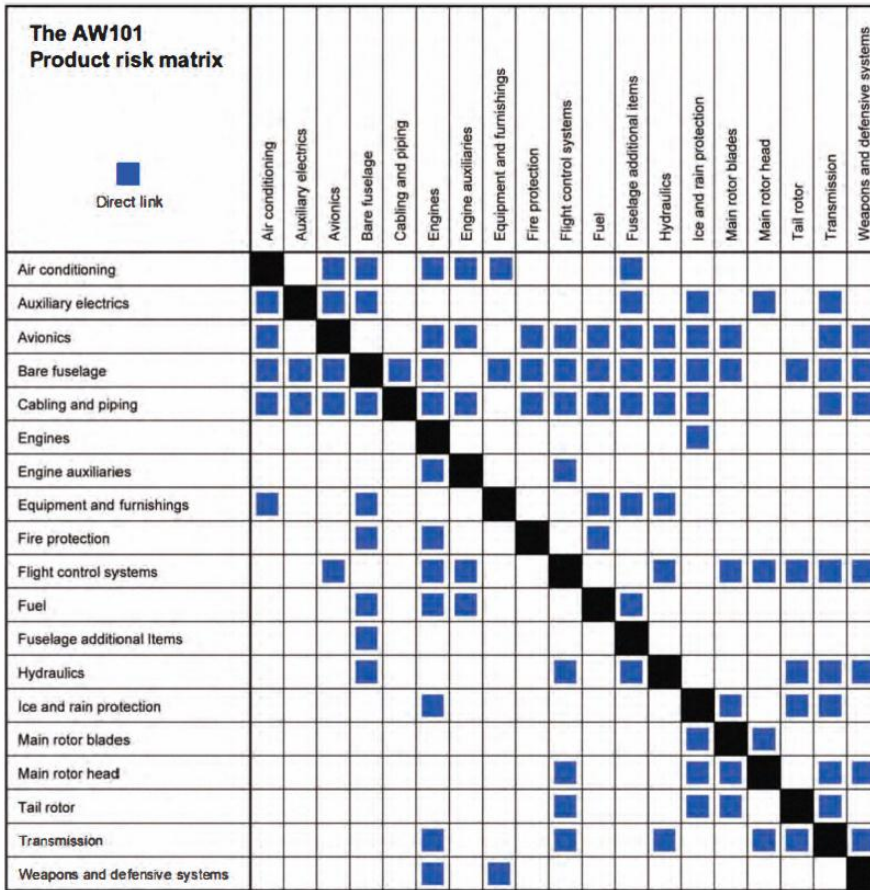 The AW101
Product risk matrix
Direct link
Air conditioning
Auxiliary electrics
Avionics
Bare fuselage
Cabling and piping
Engines
Engine auxiliaries
Equipment and furnishings
Fire protection
Flight control systems
Fuel
Fuselage additional items
Hydraulics
Ice and rain protection
Main rotor blades
Main rotor head
Tail rotor
Transmission
Weapons and defensive systems
Air conditioning
Auxiliary electrics
Avionics
Bare fuselage
Cabling and piping
Engines
Engine auxiliaries
Equipment and furnishings
Fire protection
Flight control systems
Fuel
Fuselage additional Items
Hydraulics
Ice and rain protection
Main rotor blades
Main rotor head
Tail rotor
Transmission
Weapons and defensive systems